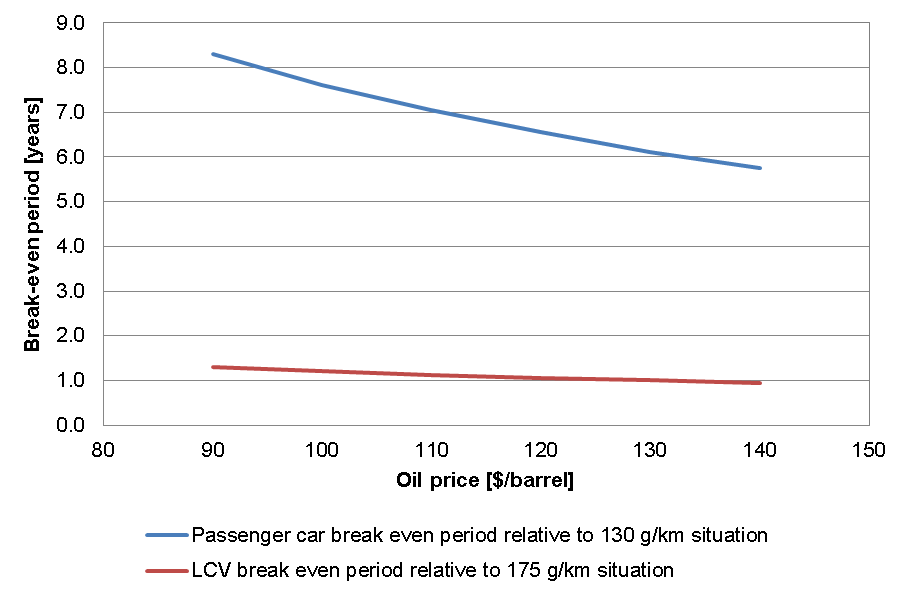 9.0
8.0
7.0
6.0
5.0
4.0
3.0
2.0
1.0
0.0
Break-even period [years]
80 90 100 110 120 130 140 150
Oil price [$/barrel]
Passenger car break even period relative to 130 g/km situation
LCV break even period relative to 175 g/km situation